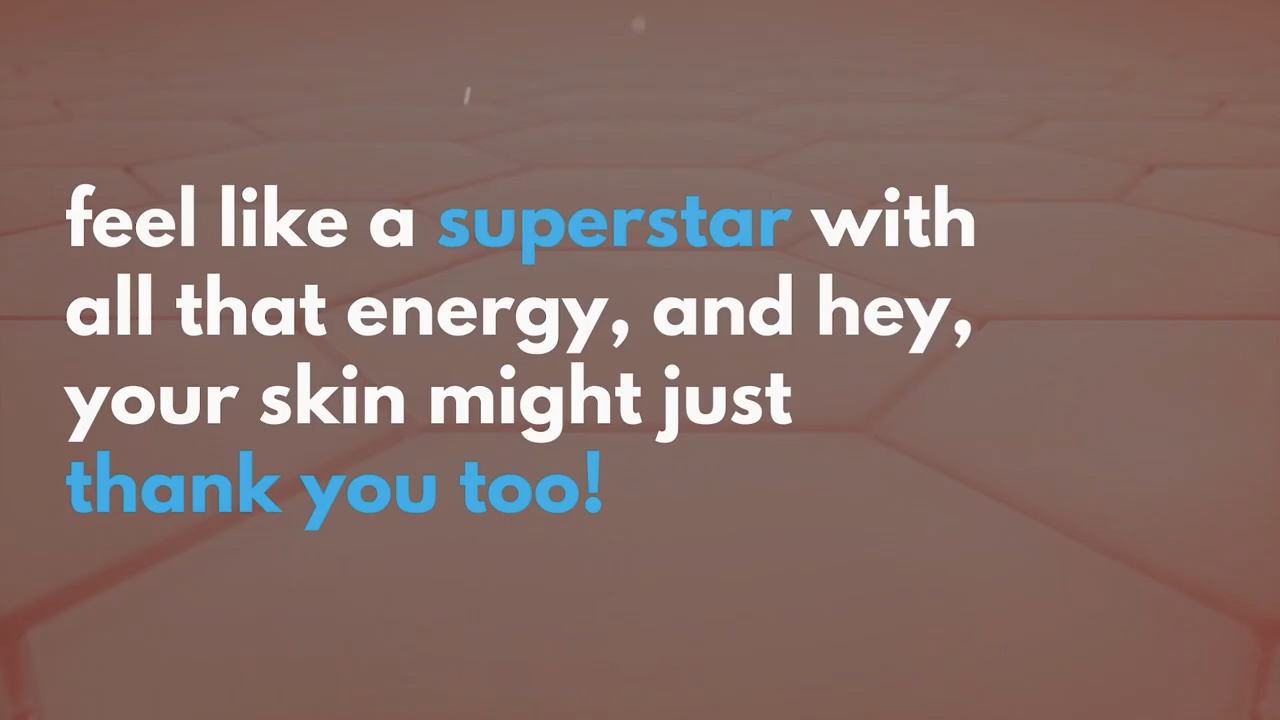 feel like a superstar with
all that energy, and hey,
your skin might just
thank you too!